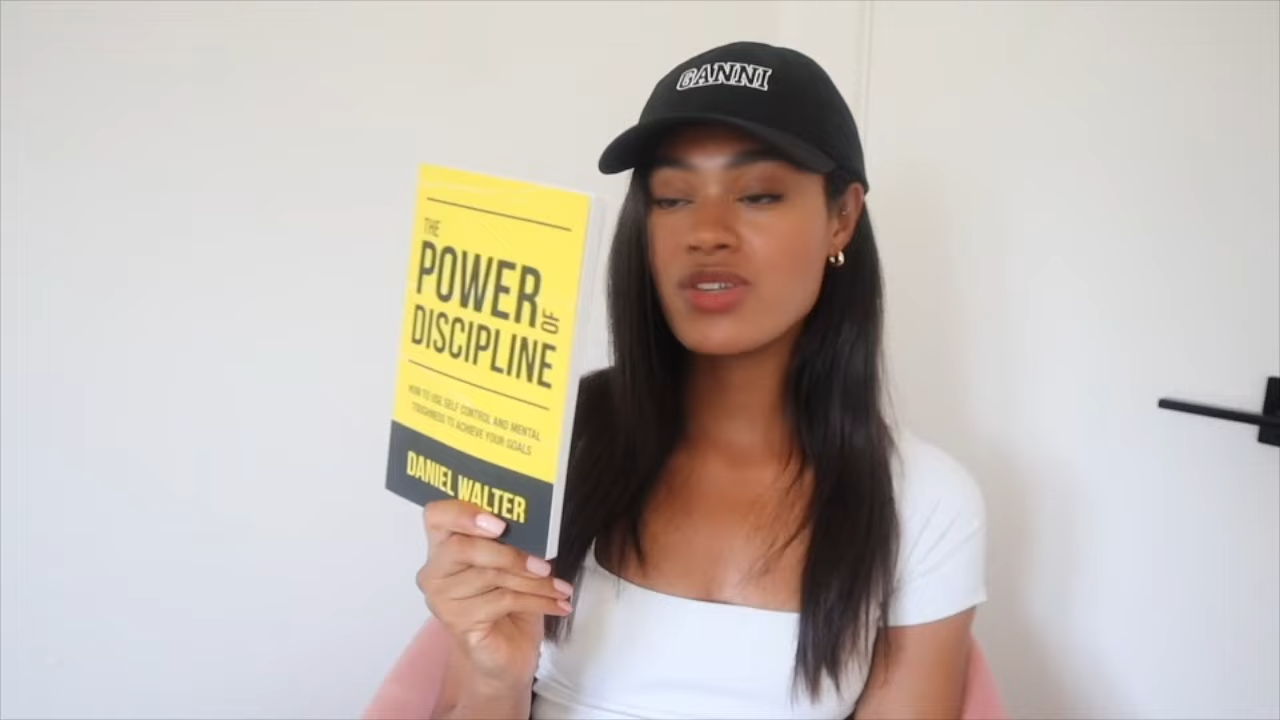 GANNI
THE
POWER OF
DISCIPLINE
HOW TO USE SELF CONTROL AND MENTAL
TOUGHNESS TO ACHIEVE YOUR GOALS
DANIEL WALTER